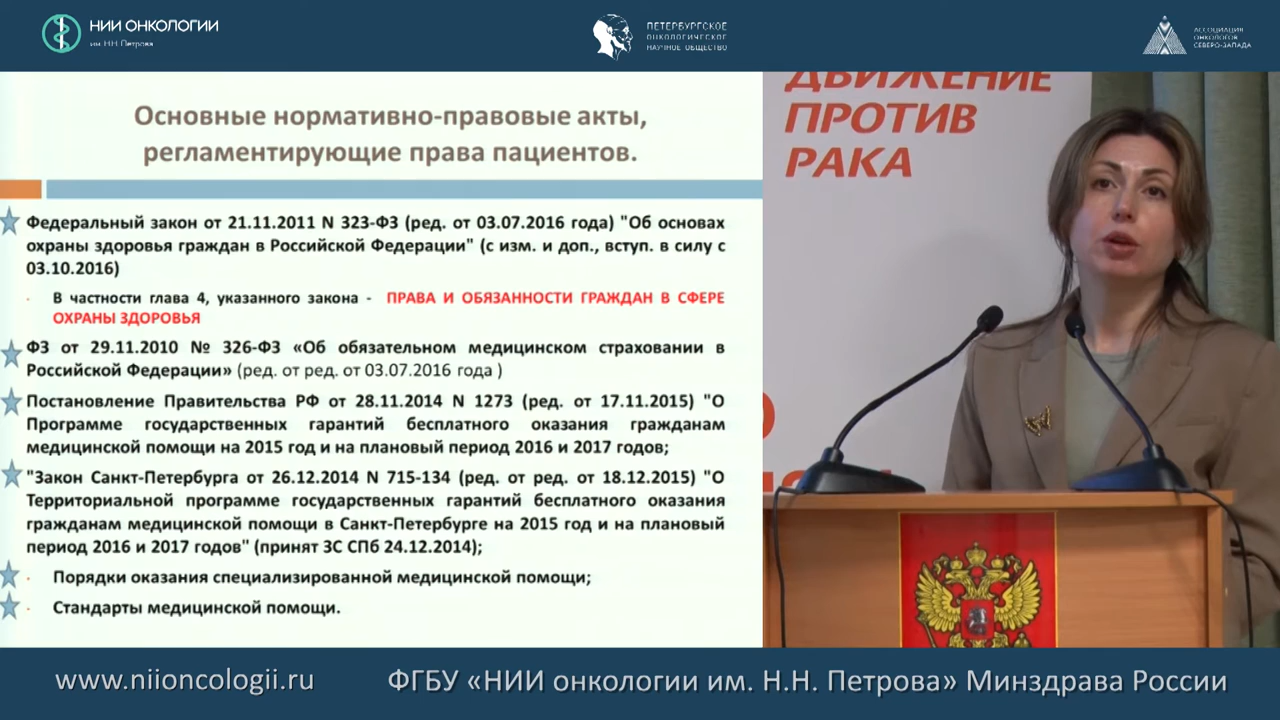 НИИ ОНКОЛОГИИ
им. Н.Н. Петрова
ПЕТЕРБУРГСКОЕ
ОНКОЛОГИЧЕСКОЕ
НАУЧНОЕ ОБЩЕСТВО
АССОЦИАЦИЯ
ОНКОЛОГОВ
СЕВЕРО-ЗАПАДА
Основные нормативно-правовые акты,
регламентирующие права пациентов.
Федеральный закон от 21.11.2011 N 323-ФЗ (ред. от 03.07.2016 года) "Об основах
охраны здоровья граждан в Российской Федерации" (с изм. и доп., вступ. в силу с
03.10.2016)
В частности глава 4, указанного закона - ПРАВА И ОБЯЗАННОСТИ ГРАЖДАН В СФЕРЕ
ОХРАНЫ ЗДОРОВЬЯ
ФЗ от 29.11.2010 № 326-ФЗ «Об обязательном медицинском страховании в
Российской Федерации» (ред. от ред. от 03.07.2016 года )
Постановление Правительства РФ от 28.11.2014 N 1273 (ред. от 17.11.2015) "О
Программе государственных гарантий бесплатного оказания гражданам
медицинской помощи на 2015 год и на плановый период 2016 и 2017 годов;
"Закон Санкт-Петербурга от 26.12.2014 N 715-134 (ред. от ред. от 18.12.2015) "О
Территориальной программе государственных гарантий бесплатного оказания
гражданам медицинской помощи в Санкт-Петербурге на 2015 год и на плановый
период 2016 и 2017 годов" (принят ЗС СПб 24.12.2014);
Порядки оказания специализированной медицинской помощи;
Стандарты медицинской помощи.
ДВИЖЕНИЕ
ПРОТИВ
РАКА
www.niioncologii.ru
ФГБУ «НИИ онкологии им. Н.Н. Петрова» Минздрава России